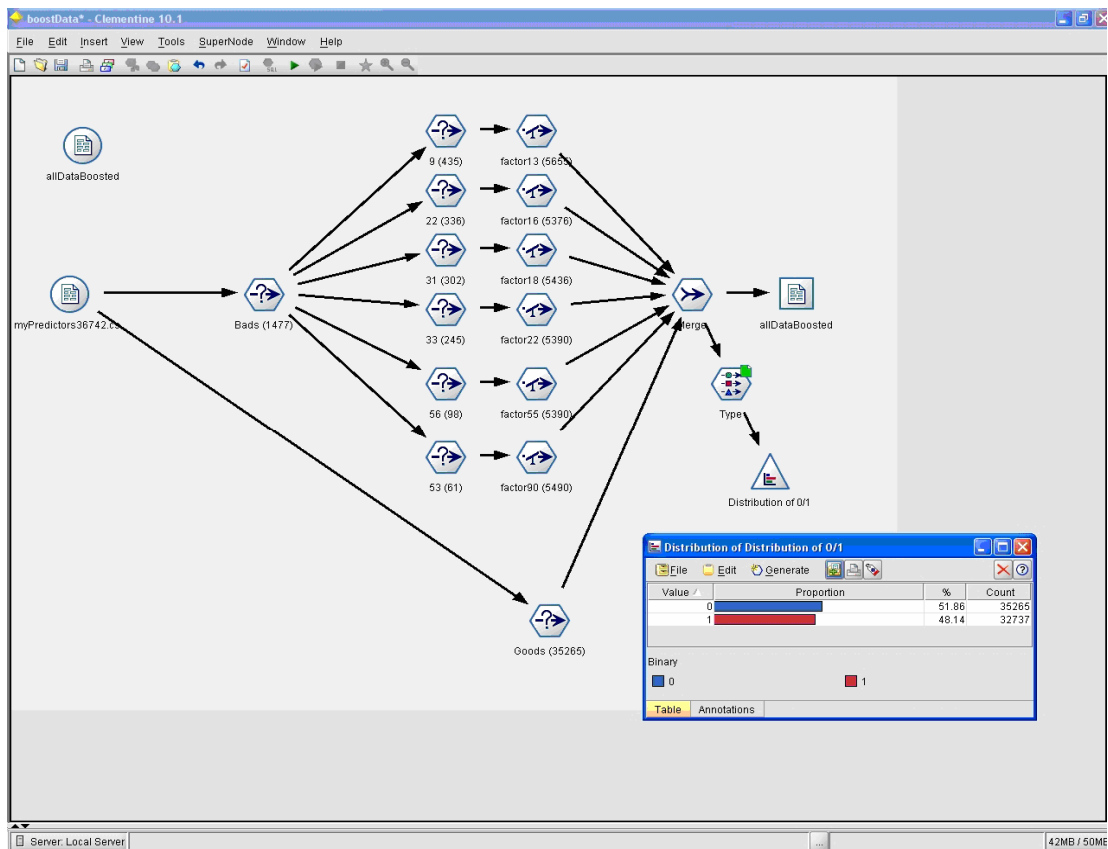 boostData* - Clementine 10.1
File Edit Insert View Tools SuperNode Window Help
allDataBoosted
9 (435) factor13 (5655)
22 (336) factor16 (5376)
31 (302) factor18 (5436)
myPredictors36742.cs
Bads (1477)
33 (245) factor22 (5390)
Merge
allDataBoosted
56 (98) factor55 (5390)
Type
53 (61) factor90 (5490)
Distribution of 0/1
Goods (35265)
Distribution of Distribution of 0/1
File Edit Generate
Value Proportion % Count
0 51.86 35265
1 48.14 32737
Binary
0 1
Table Annotations
Server: Local Server ... 42MB / 50MB